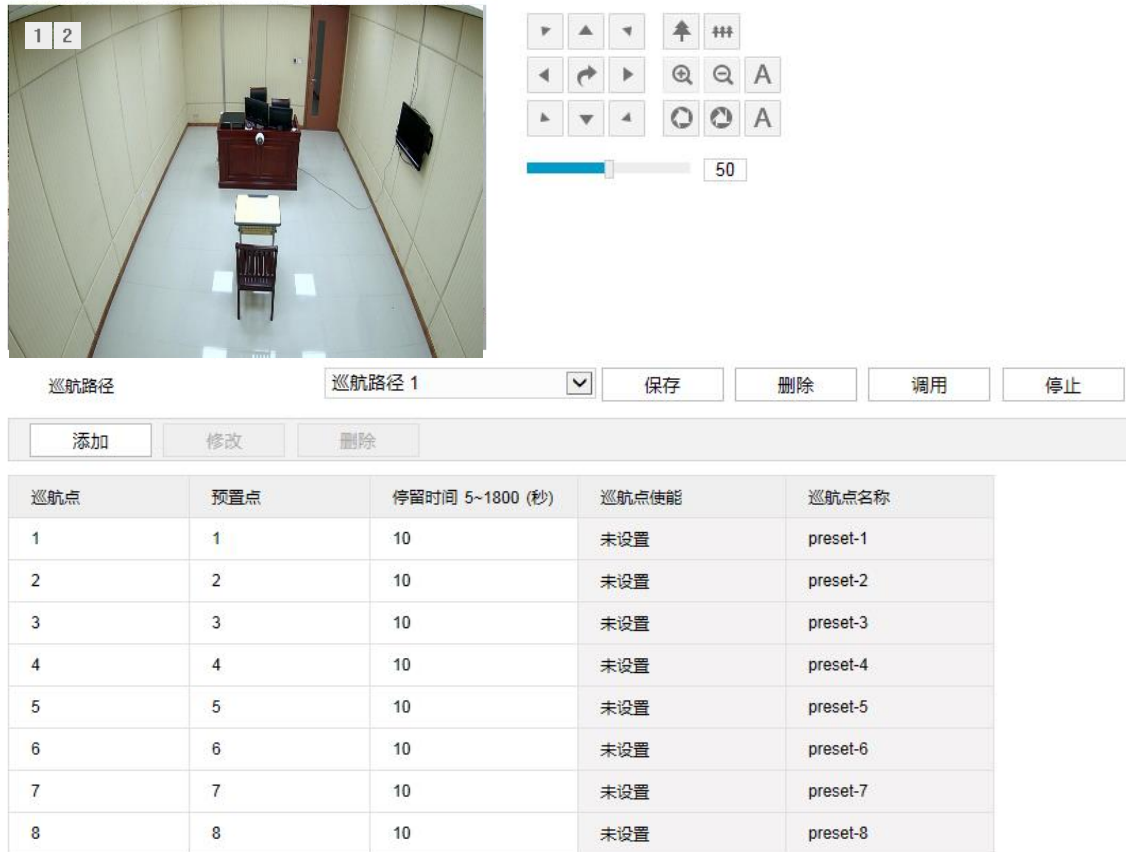 1 2
A
A
50
巡航路径 巡航路径 1 保存 删除 调用 停止
添加 修改 删除
巡航点 预置点 停留时间 5~1800 (秒) 巡航点使能 巡航点名称
1 1 10 未设置 preset-1
2 2 10 未设置 preset-2
3 3 10 未设置 preset-3
4 4 10 未设置 preset-4
5 5 10 未设置 preset-5
6 6 10 未设置 preset-6
7 7 10 未设置 preset-7
8 8 10 未设置 preset-8